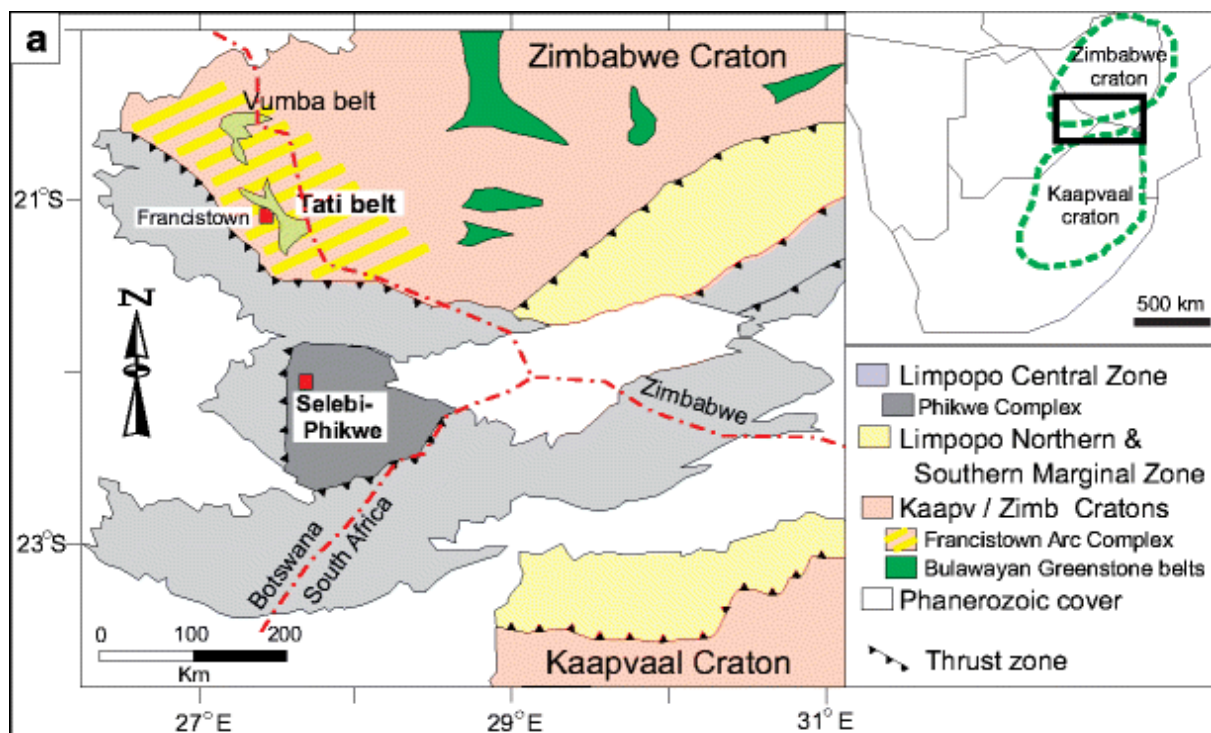 a
Zimbabwe Craton
Vumba belt
Tati belt
Francistown
21°S
N
Selebi-
Phikwe
Zimbabwe
23°S
Botswana
South Africa
0 100 200
Km
Kaapvaal Craton
27°E 29°E 31°E
Zimbabwe
craton
Kaapvaal
craton
500 km
Limpopo Central Zone
Phikwe Complex
Limpopo Northern &
Southern Marginal Zone
Kaapv / Zimb Cratons
Francistown Arc Complex
Bulawayan Greenstone belts
Phanerozoic cover
Thrust zone